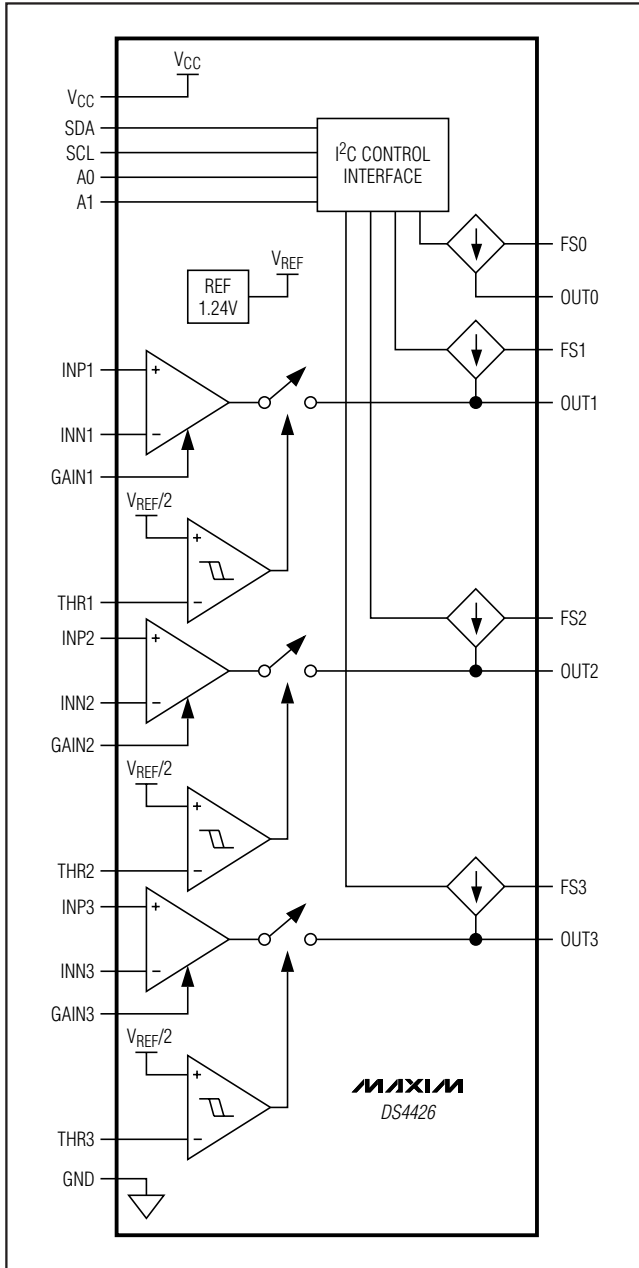 VCC
VCC
SDA
SCL
A0
A1
I2C CONTROL
INTERFACE
FS0
OUT0
REF
1.24V
VREF
FS1
OUT1
INP1
+
INN1
−
GAIN1
VREF/2
+
THR1
−
INP2
+
FS2
OUT2
INN2
−
GAIN2
VREF/2
+
THR2
−
INP3
+
FS3
OUT3
INN3
−
GAIN3
VREF/2
+
MAXIM
DS4426
THR3
−
GND